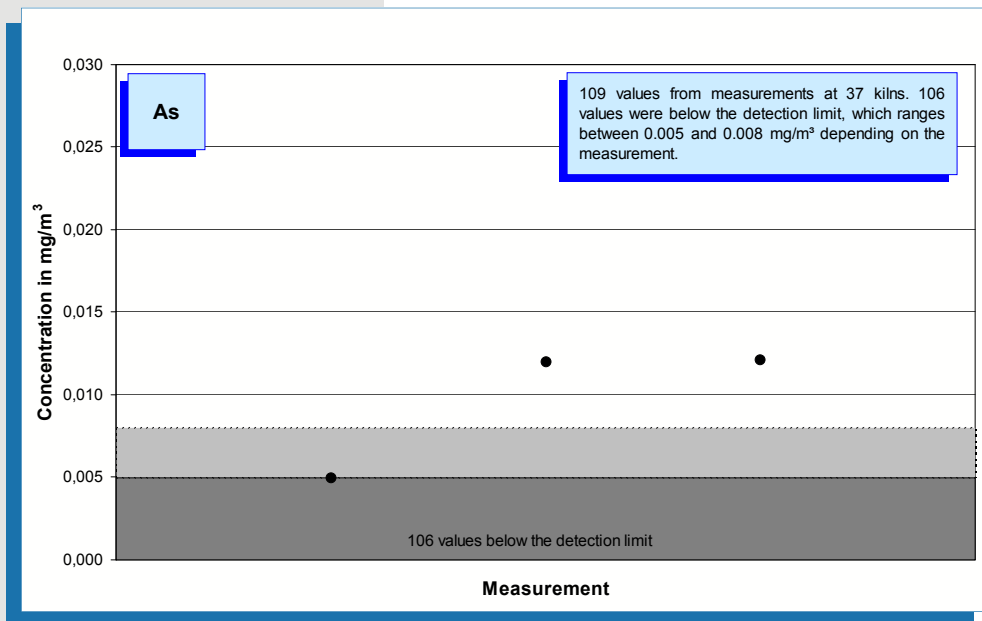 As
109 values from measurements at 37 kilns. 106
values were below the detection limit, which ranges
between 0.005 and 0.008 mg/m³ depending on the
measurement.
Concentration in mg/m³
0,030
0,025
0,020
0,015
0,010
0,005
0,000
106 values below the detection limit
Measurement